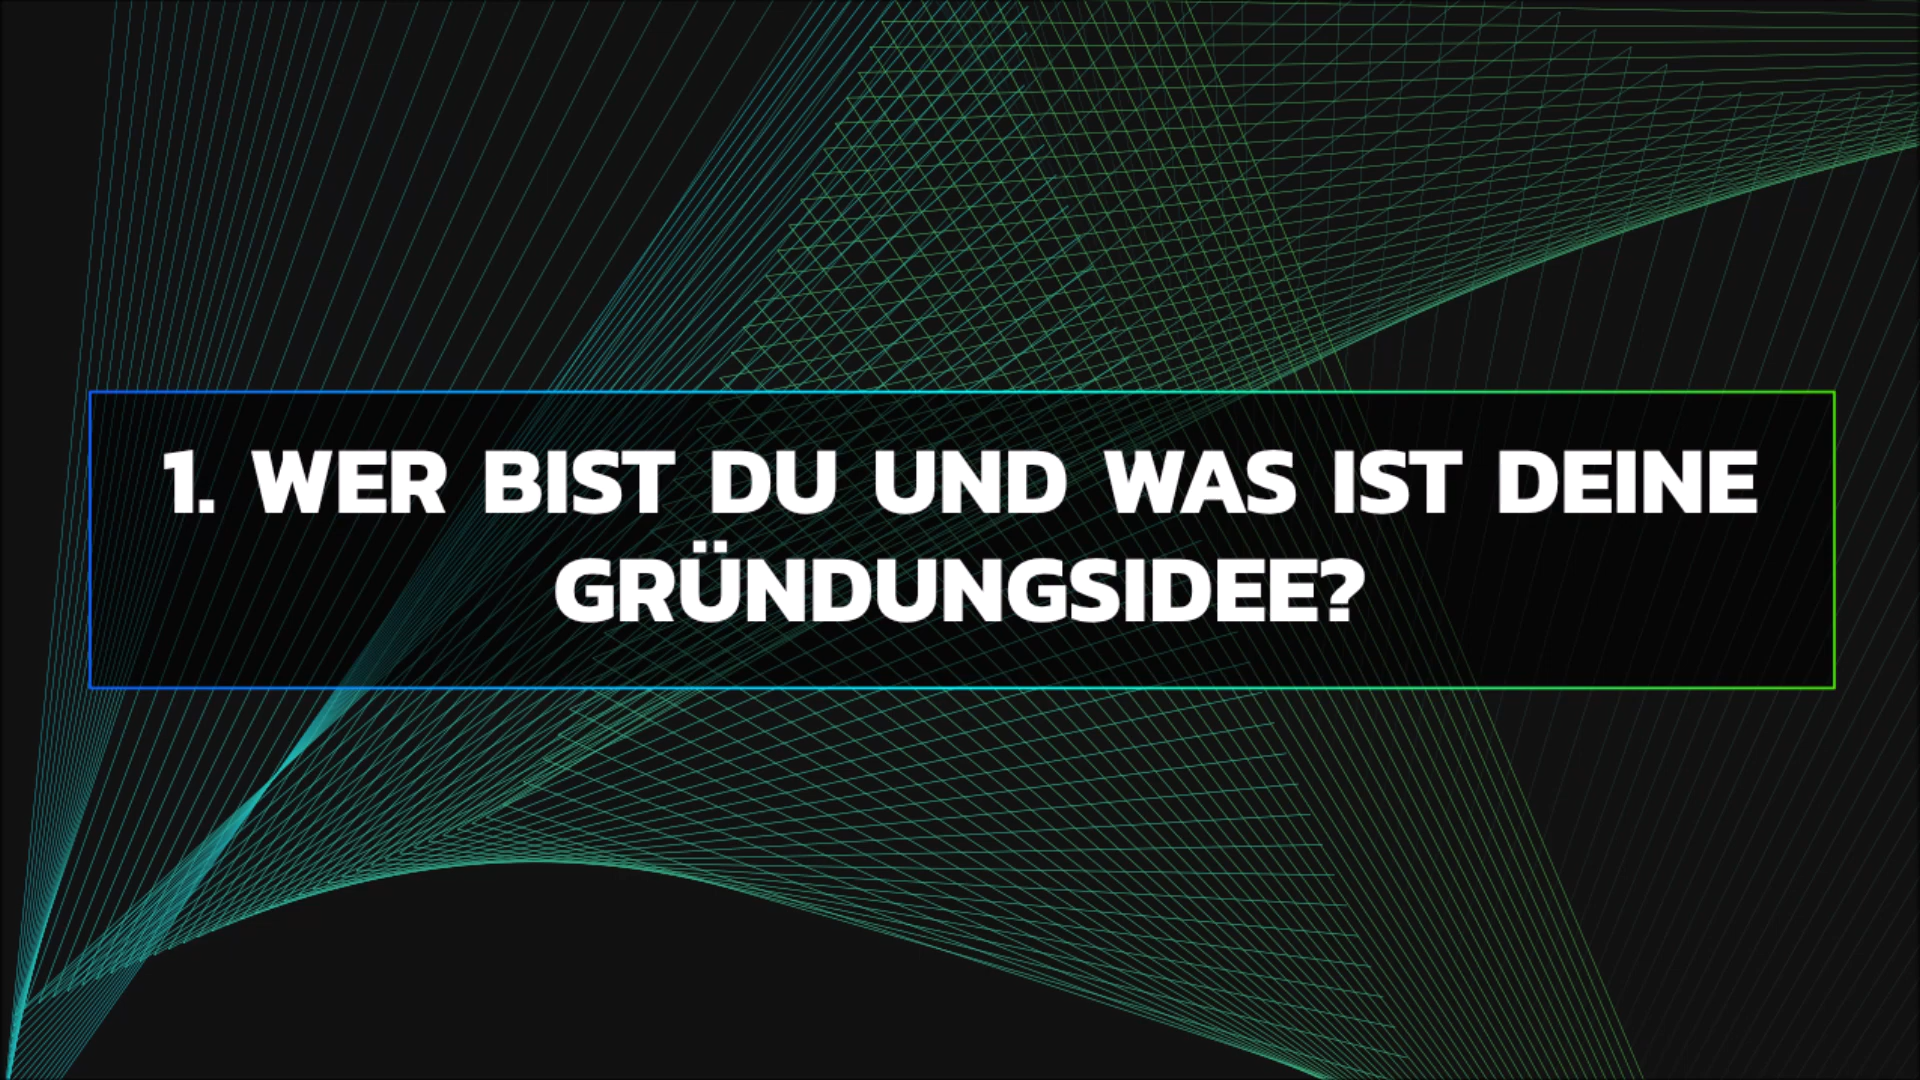 1. WER BIST DU UND WAS IST DEINE
GRÜNDUNGSIDEE?